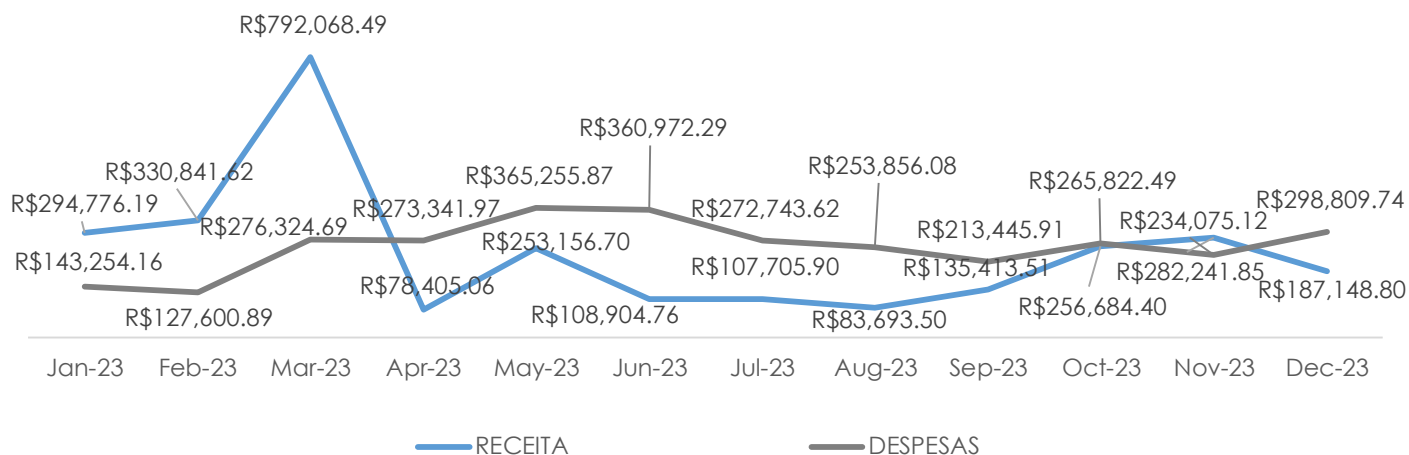 R$792,068.49
R$360,972.29
R$330,841.62
R$253,856.08
R$365,255.87
R$265,822.49
R$294,776.19
R$276,324.69
R$273,341.97
R$272,743.62
R$213,445.91
R$234,075.12
R$298,809.74
R$253,156.70
R$143,254.16
R$107,705.90
R$135,413.51
R$282,241.85
R$78,405.06
R$187,148.80
R$127,600.89
R$108,904.76
R$83,693.50
R$256,684.40
Jan-23 Feb-23 Mar-23 Apr-23 May-23 Jun-23 Jul-23 Aug-23 Sep-23 Oct-23 Nov-23 Dec-23
RECEITA DESPESAS